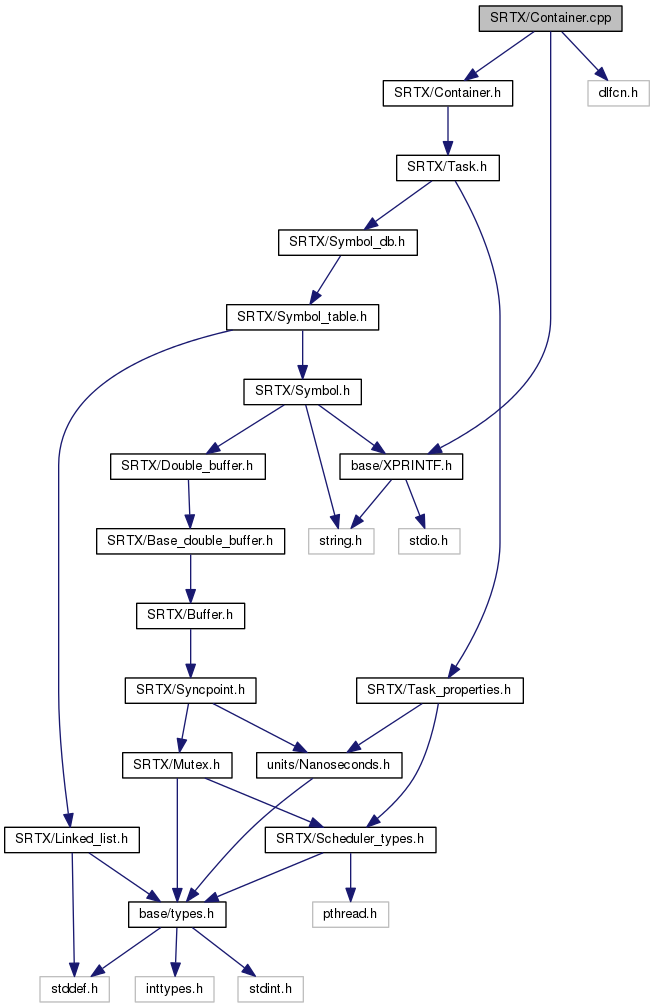 SRTX/Container.cpp
SRTX/Container.h
dlfcn.h
SRTX/Task.h
SRTX/Symbol_db.h
SRTX/Symbol_table.h
SRTX/Symbol.h
SRTX/Double_buffer.h
base/XPRINTF.h
SRTX/Base_double_buffer.h
string.h
stdio.h
SRTX/Buffer.h
SRTX/Syncpoint.h
SRTX/Task_properties.h
SRTX/Mutex.h
units/Nanoseconds.h
SRTX/Linked_list.h
SRTX/Scheduler_types.h
base/types.h
pthread.h
stddef.h
inttypes.h
stdint.h